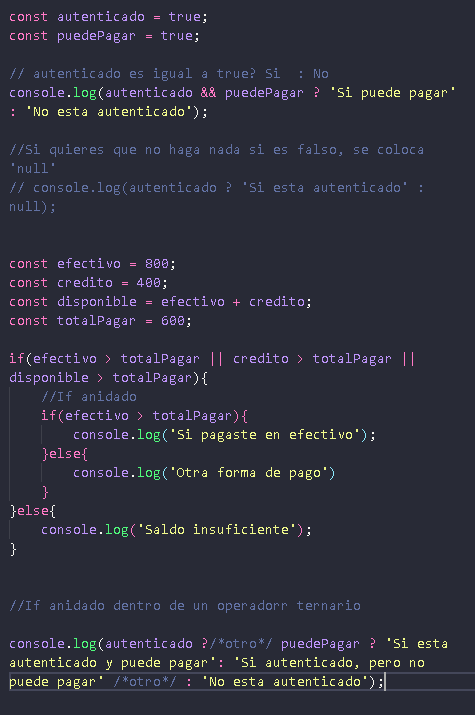 const autenticado = true;
const puedePagar = true;

// autenticado es igual a true? Si  : No
console.log(autenticado && puedePagar ? 'Si puede pagar'
: 'No esta autenticado');

//Si quieres que no haga nada si es falso, se coloca
'null'
// console.log(autenticado ? 'Si esta autenticado' :
null);


const efectivo = 800;
const credito = 400;
const disponible = efectivo + credito;
const totalPagar = 600;

if(efectivo > totalPagar || credito > totalPagar ||
disponible > totalPagar){
    //If anidado
    if(efectivo > totalPagar){
        console.log('Si pagaste en efectivo');
    }else{
        console.log('Otra forma de pago')
    }
}else{
    console.log('Saldo insuficiente');
}


//If anidado dentro de un operadorr ternario

console.log(autenticado ?/*otro*/ puedePagar ? 'Si esta
autenticado y puede pagar': 'Si autenticado, pero no
puede pagar' /*otro*/ : 'No esta autenticado');